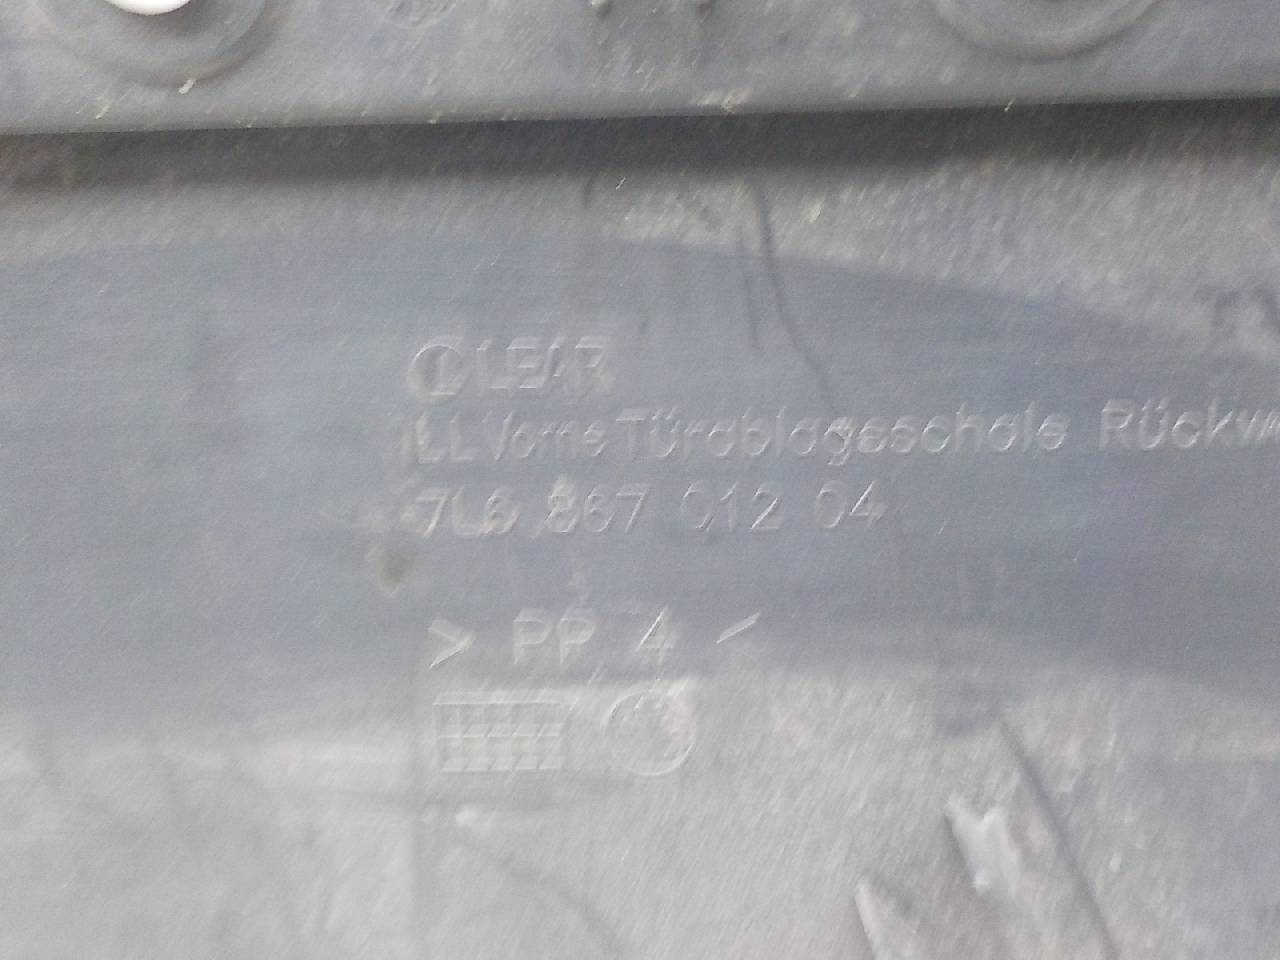 LEAR
LL Vorne Türablageschale Rückw
7L6 867 012 04
> PP 4 <